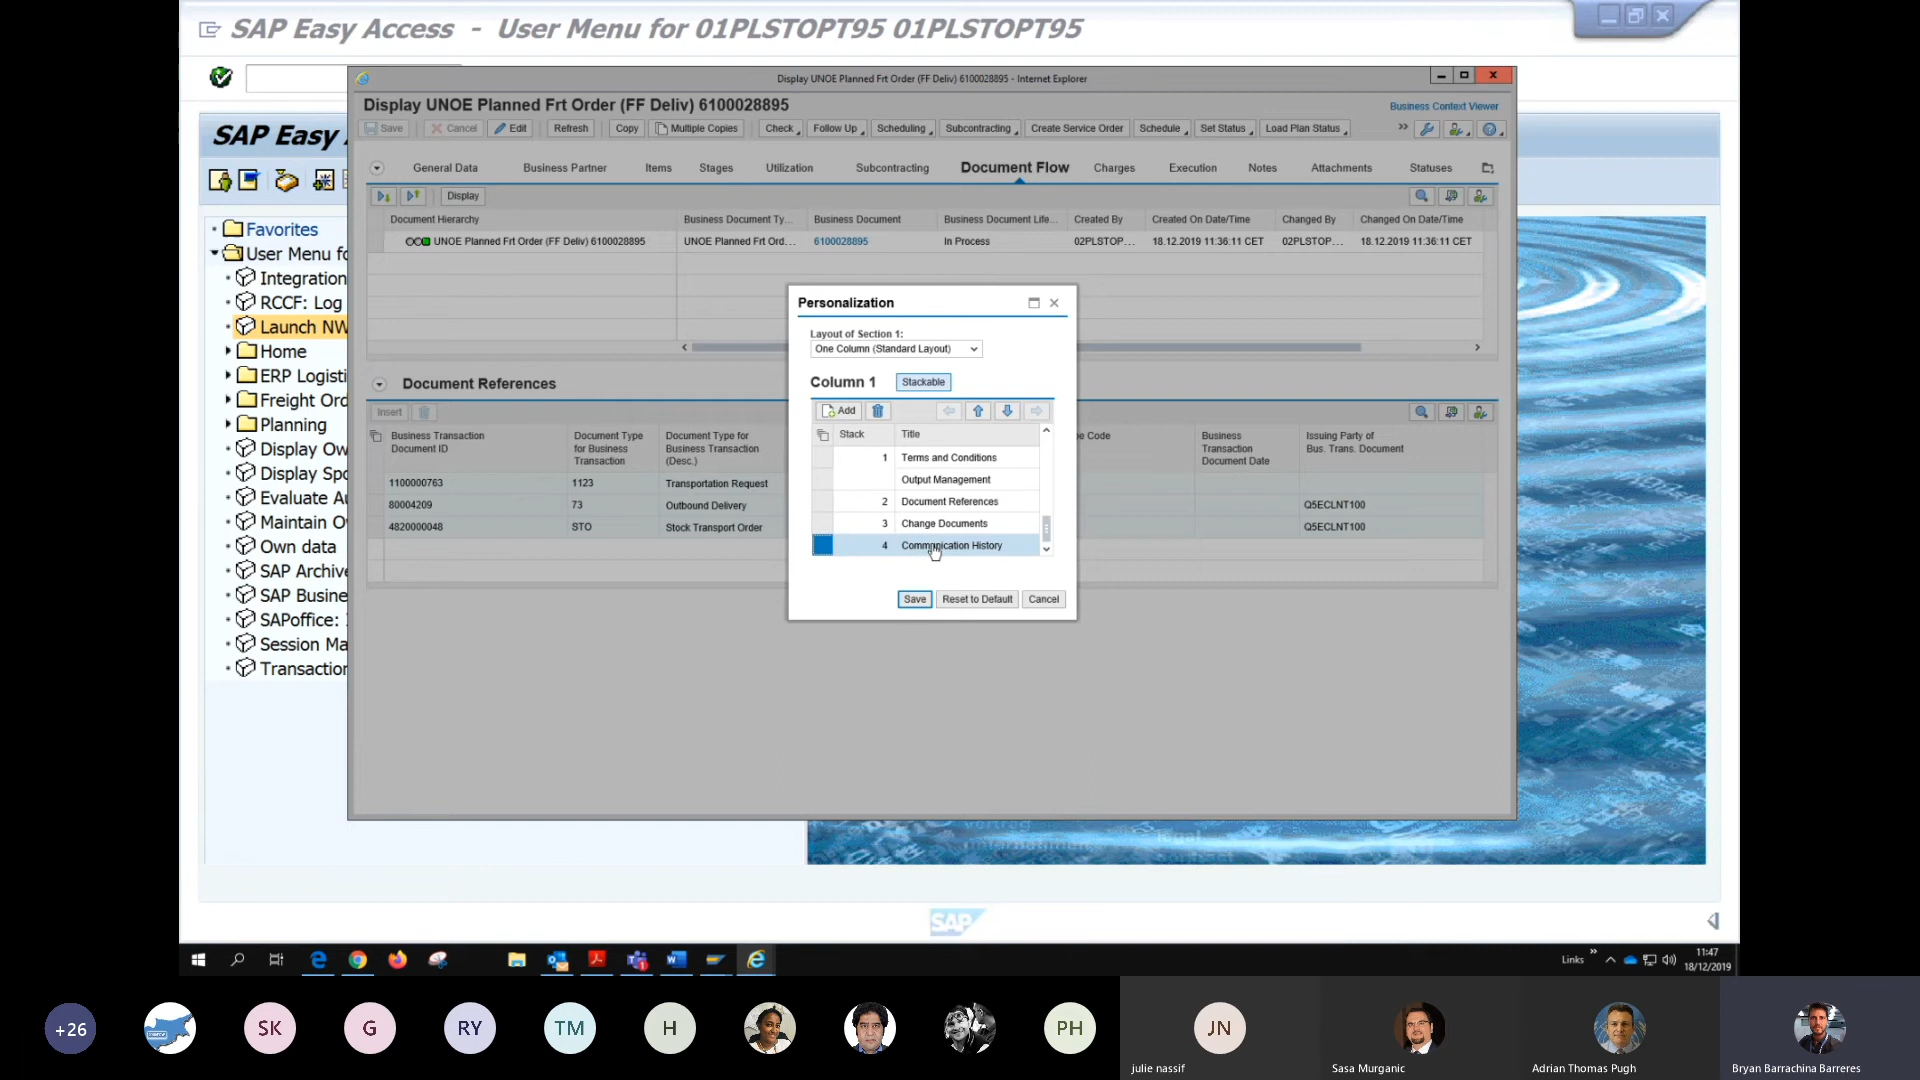 SAP Easy Access - User Menu for 01PLSTOPT95 01PLSTOPT95
Display UNOE Planned Frt Order (FF Deliv) 6100028895 - Internet Explorer
SAP Easy
Display UNOE Planned Frt Order (FF Deliv) 6100028895
Business Context Viewer
Save Cancel Edit Refresh Copy Multiple Copies Check Follow Up Scheduling Subcontracting Create Service Order Schedule Set Status Load Plan Status
General Data Business Partner Items Stages Utilization Subcontracting Document Flow Charges Execution Notes Attachments Statuses
Display
Document Hierarchy Business Document Ty... Business Document Business Document Life... Created By Created On Date/Time Changed By Changed On Date/Time
UNOE Planned Frt Order (FF Deliv) 6100028895 UNOE Planned Frt Ord... 6100028895 In Process 02PLSTOP... 18.12.2019 11:36:11 CET 02PLSTOP... 18.12.2019 11:36:11 CET
Favorites
User Menu fo
Integration
RCCF: Log
Launch NW
Home
ERP Logisti
Freight Ord
Planning
Display Ow
Display Spo
Evaluate Au
Maintain O
Own data
SAP Archive
SAP Busine
SAPoffice:
Session Ma
Transaction
Personalization
Layout of Section 1:
One Column (Standard Layout)
Column 1 Stackable
Add
Stack Title
1 Terms and Conditions
Output Management
2 Document References
3 Change Documents
4 Communication History
Save Reset to Default Cancel
Document References
Insert
Business Transaction
Document ID
Document Type
for Business
Transaction
Document Type for
Business Transaction
(Desc.)
e Code
Business
Transaction
Document Date
Issuing Party of
Bus. Trans. Document
1100000763 1123 Transportation Request
80004209 73 Outbound Delivery Q5ECLNT100
4820000048 STO Stock Transport Order Q5ECLNT100
SAP
Links
11:47
18/12/2019
+26
SK
G
RY
TM
H
PH
JN
julie nassif
Sasa Murganic
Adrian Thomas Pugh
Bryan Barrachina Barreres